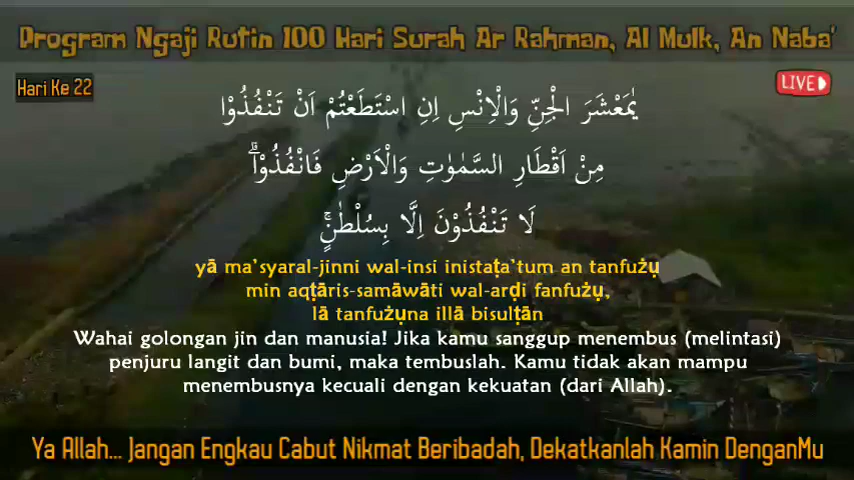 Program Ngaji Rutin 100 Hari Surah Ar Rahman, Al Mulk, An Naba'
Hari Ke 22
LIVE
يٰمَعْشَرَ الْجِنِّ وَالْاِنْسِ اِنِ اسْتَطَعْتُمْ اَنْ تَنْفُذُوْا
مِنْ اَقْطَارِ السَّمٰوٰتِ وَالْاَرْضِ فَانْفُذُوْاۗ
لَا تَنْفُذُوْنَ اِلَّا بِسُلْطٰنٍۚ
yā ma'syaral-jinni wal-insi inistaṭa'tum an tanfużụ
min aqṭāris-samāwāti wal-arḍi fanfużụ,
lā tanfużụna illā bisulṭān
Wahai golongan jin dan manusia! Jika kamu sanggup menembus (melintasi)
penjuru langit dan bumi, maka tembuslah. Kamu tidak akan mampu
menembusnya kecuali dengan kekuatan (dari Allah).
Ya Allah... Jangan Engkau Cabut Nikmat Beribadah, Dekatkanlah Kamin DenganMu